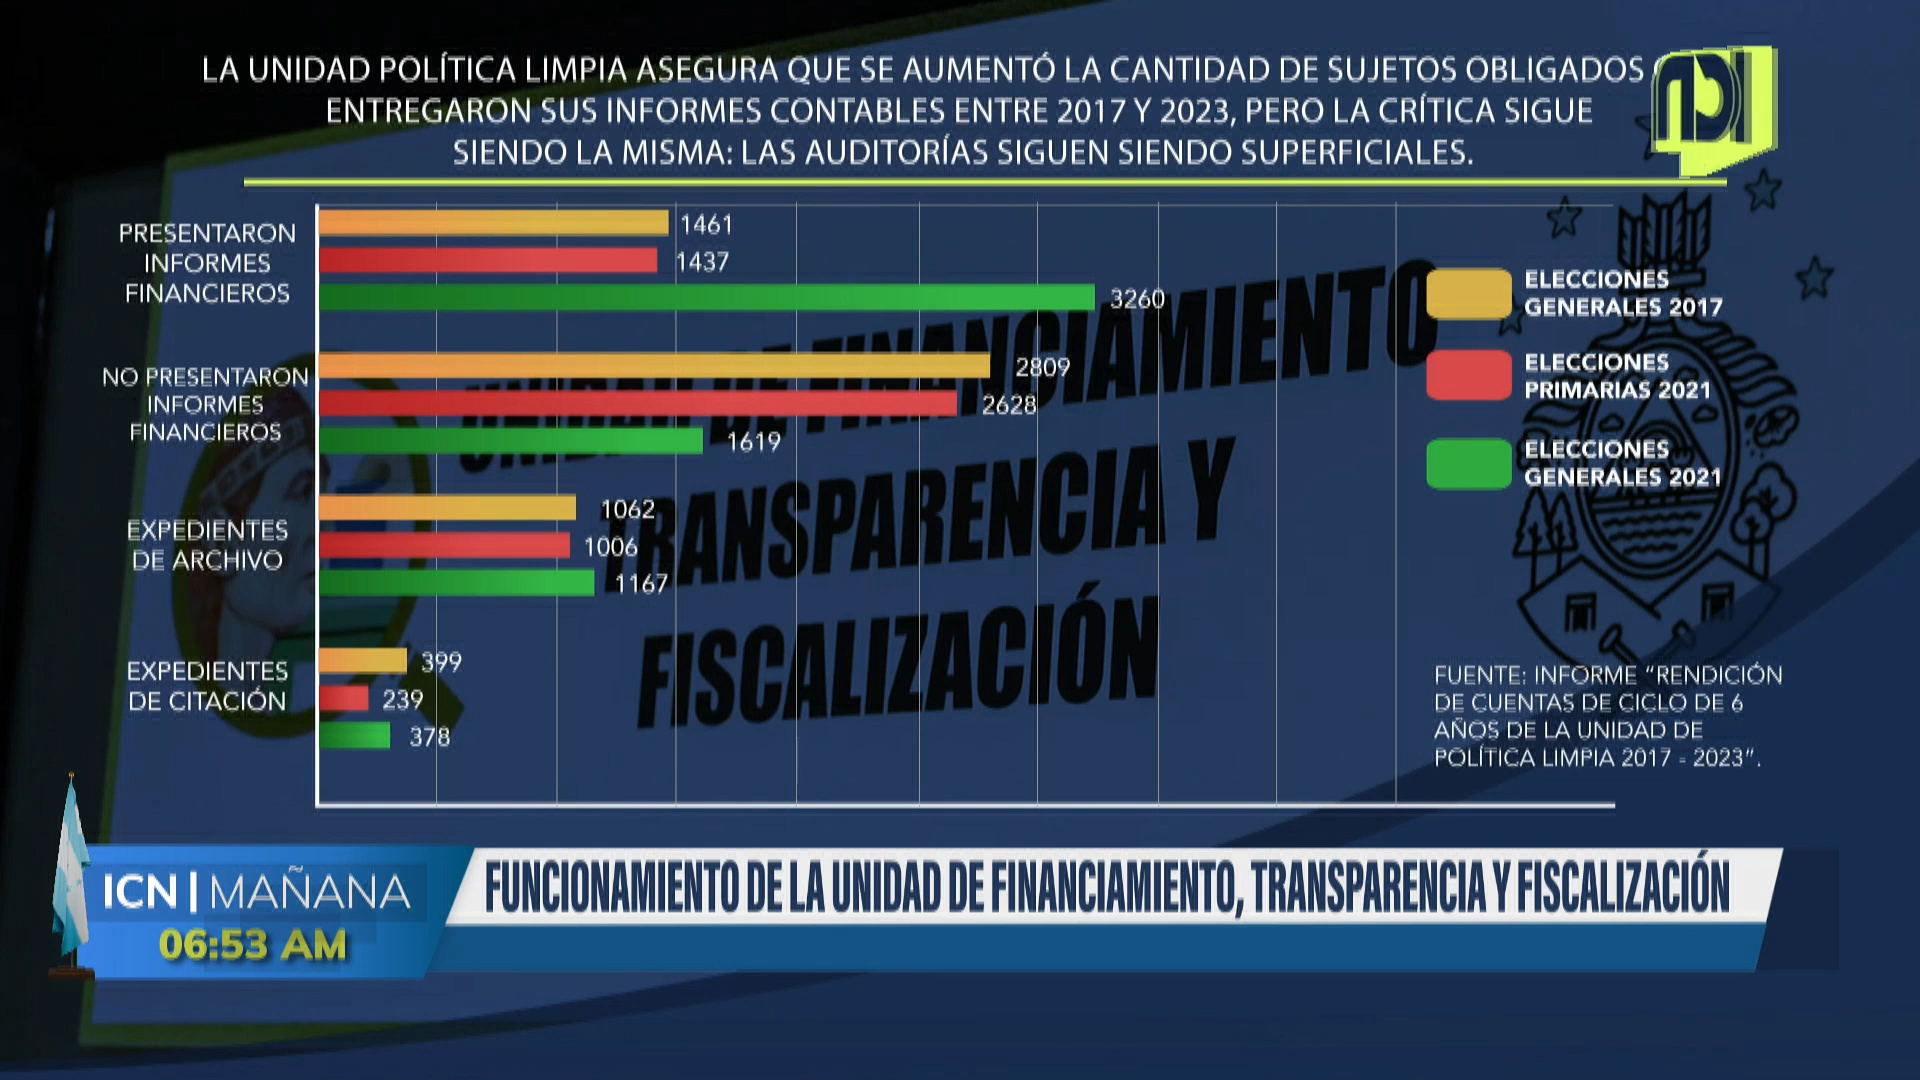 LA UNIDAD POLÍTICA LIMPIA ASEGURA QUE SE AUMENTÓ LA CANTIDAD DE SUJETOS OBLIGADOS
ENTREGARON SUS INFORMES CONTABLES ENTRE 2017 Y 2023, PERO LA CRÍTICA SIGUE
SIENDO LA MISMA: LAS AUDITORÍAS SIGUEN SIENDO SUPERFICIALES.
PRESENTARON
INFORMES
FINANCIEROS
1461
1437
3260
NO PRESENTARON
INFORMES
FINANCIEROS
2809
2628
1619
EXPEDIENTES
DE ARCHIVO
1062
1006
1167
EXPEDIENTES
DE CITACIÓN
399
239
378
ELECCIONES
GENERALES 2017
ELECCIONES
PRIMARIAS 2021
ELECCIONES
GENERALES 2021
UNIDAD DE FINANCIAMIENTO
TRANSPARENCIA Y
FISCALIZACIÓN
FUENTE: INFORME "RENDICIÓN
DE CUENTAS DE CICLO DE 6
AÑOS DE LA UNIDAD DE
POLÍTICA LIMPIA 2017 - 2023".
ICN | MAÑANA
06:53 AM
FUNCIONAMIENTO DE LA UNIDAD DE FINANCIAMIENTO, TRANSPARENCIA Y FISCALIZACIÓN